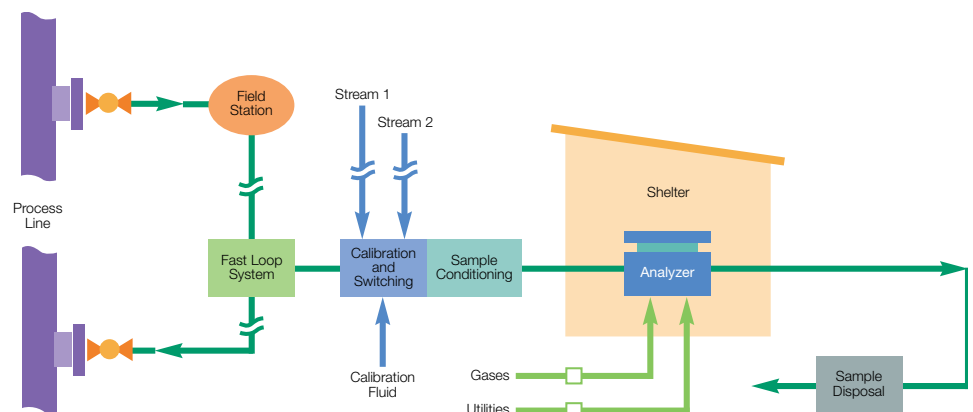 Field
Station
Stream 1
Stream 2
Shelter
Process
Line
Fast Loop
System
Calibration
and
Switching
Sample
Conditioning
Analyzer
Calibration
Fluid
Gases
Utilities
Sample
Disposal